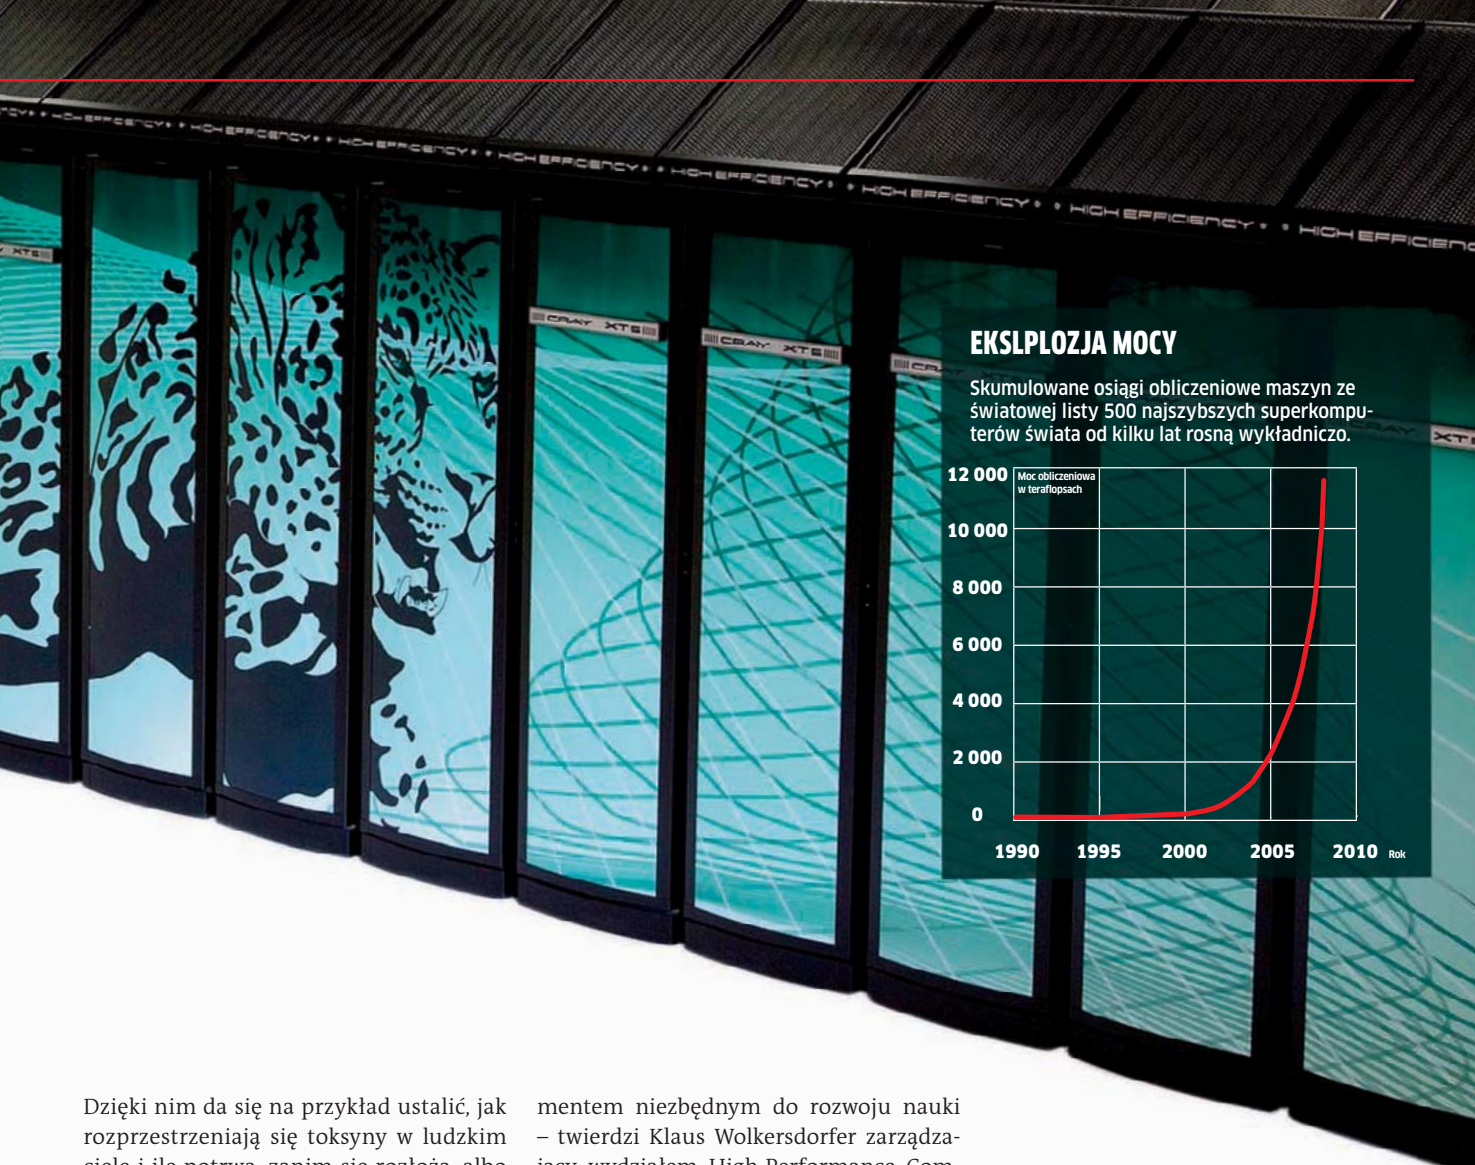 HIGH EFFICIENCY HIGH EFFICIENCY HIGH EFFICIENCY HIGH EFFICIENCY HIGH EFFICIENCY HIGH EFFICIENCY HIGH EFFICIENCY
XT5
CRAY XT5
CRAY XT5
EKSLPLOZJA MOCY
Skumulowane osiągi obliczeniowe maszyn ze
światowej listy 500 najszybszych superkompu-
terów świata od kilku lat rosną wykładniczo.
12 000
Moc obliczeniowa
w teraflopsach
10 000
8 000
6 000
4 000
2 000
0
1990 1995 2000 2005 2010 Rok
Dzięki nim da się na przykład ustalić, jak
rozprzestrzeniają się toksyny w ludzkim
mentem niezbędnym do rozwoju nauki
– twierdzi Klaus Wolkersdorfer zarządza-